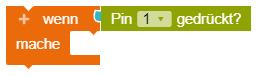 + wenn Pin 1 gedrückt?
mache